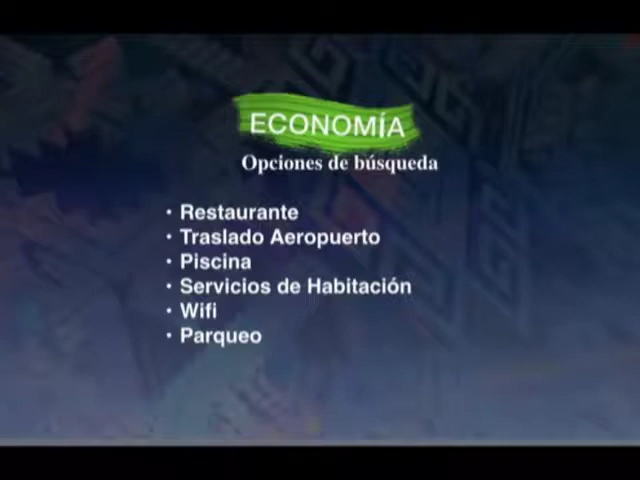 ECONOMÍA
Opciones de búsqueda
• Restaurante
• Traslado Aeropuerto
• Piscina
• Servicios de Habitación
• Wifi
• Parqueo